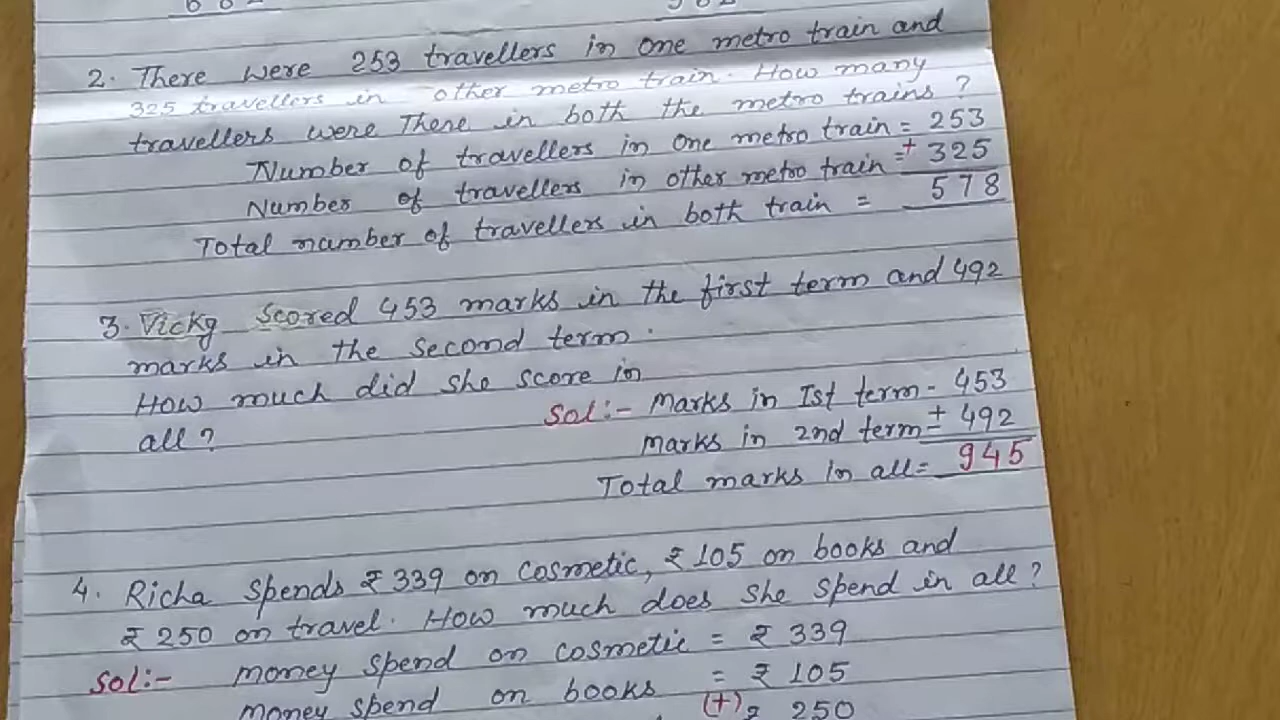 2. There were 253 travellers in one metro train and
325 travellers in other metro train. How many
travellers were There in both the metro trains ?
Number of travellers in one metro train = 253
Number of travellers in other metro train = + 325
Total number of travellers in both train = 578
3. Vicky scored 453 marks in the first term and 492
marks in the second term.
How much did she score in
all ?
Sol:- Marks in Ist term - 453
Marks in 2nd term = + 492
Total marks in all = 945
4. Richa spends ₹ 339 on cosmetic, ₹ 105 on books and
₹ 250 on travel. How much does she spend in all ?
Sol:- money spend on cosmetic = ₹ 339
money spend on books = ₹ 105
(+) ₹ 250